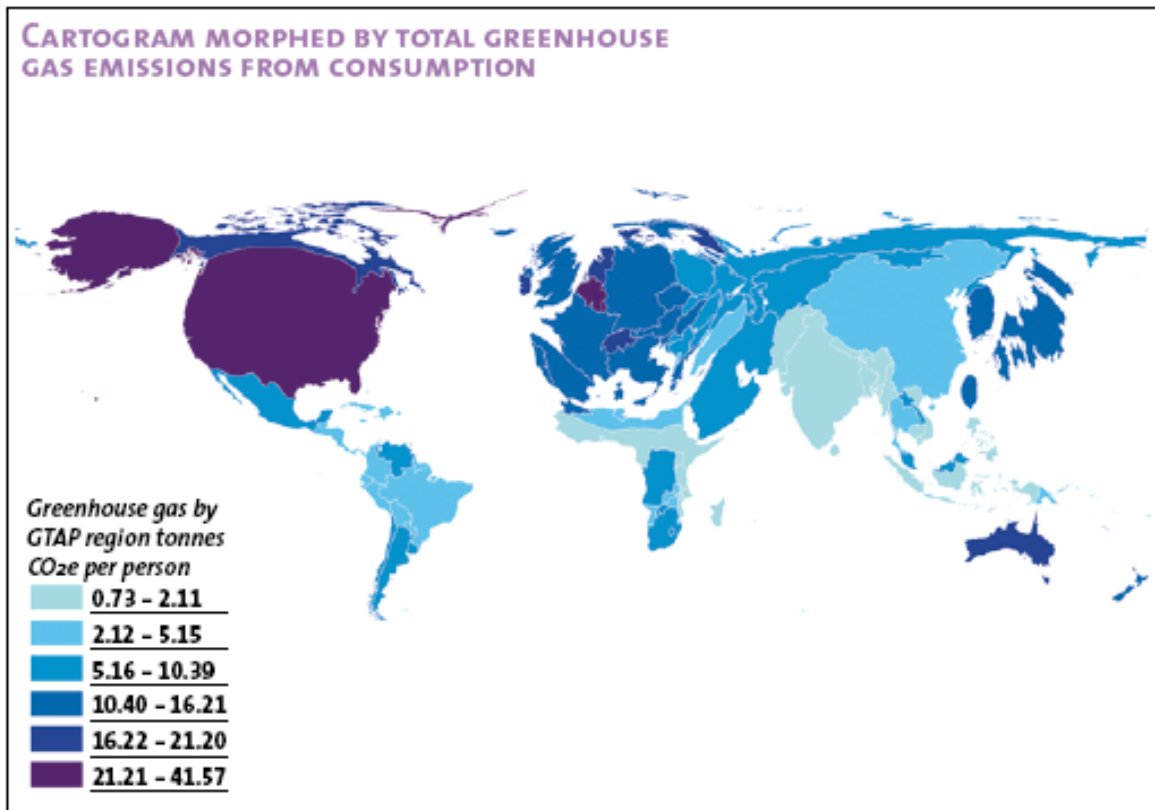 CARTOGRAM MORPHED BY TOTAL GREENHOUSE
GAS EMISSIONS FROM CONSUMPTION
Greenhouse gas by
GTAP region tonnes
CO2e per person
0.73 – 2.11
2.12 – 5.15
5.16 – 10.39
10.40 – 16.21
16.22 – 21.20
21.21 – 41.57